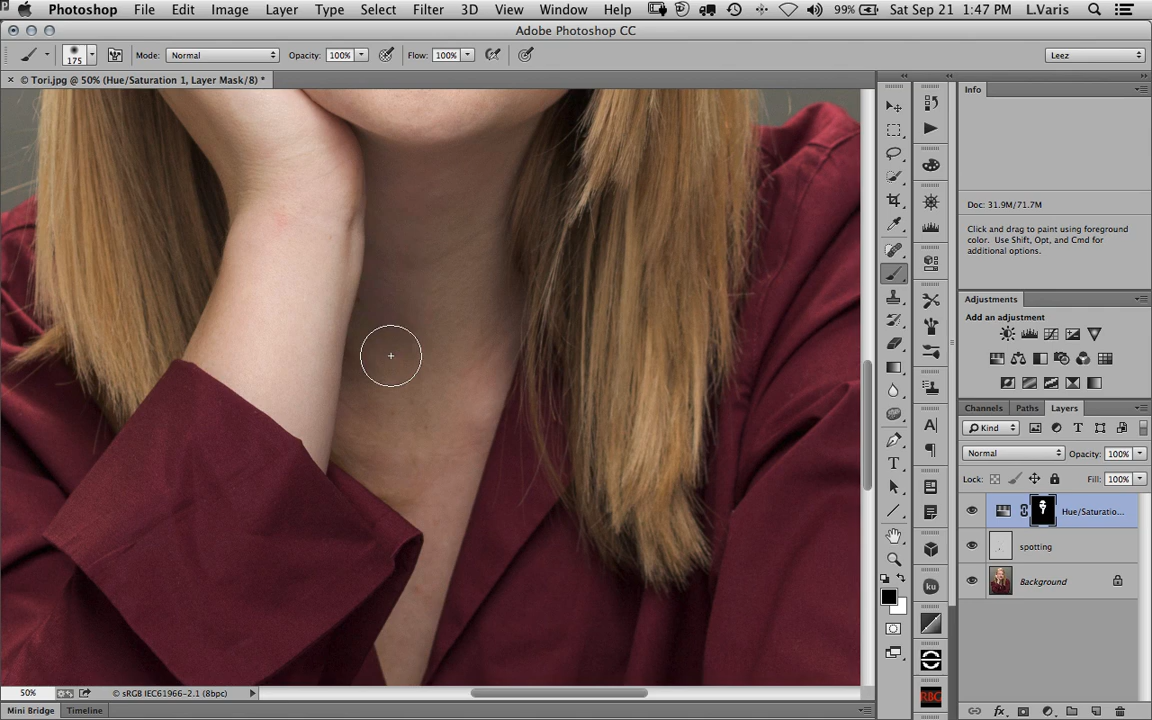 Photoshop File Edit Image Layer Type Select Filter 3D View Window Help 99% Sat Sep 21 1:47 PM L.Varis
Adobe Photoshop CC
175 Mode: Normal Opacity: 100% Flow: 100% Leez
× © Tori.jpg @ 50% (Hue/Saturation 1, Layer Mask/8) *
Info
Doc: 31.9M/71.7M
Click and drag to paint using foreground
color. Use Shift, Opt, and Cmd for
additional options.
Adjustments
Add an adjustment
Channels Paths Layers
Kind
Normal Opacity: 100%
Lock: Fill: 100%
Hue/Saturatio...
spotting
Background
ku
RBG
50% © sRGB IEC61966-2.1 (8bpc)
Mini Bridge Timeline
fx